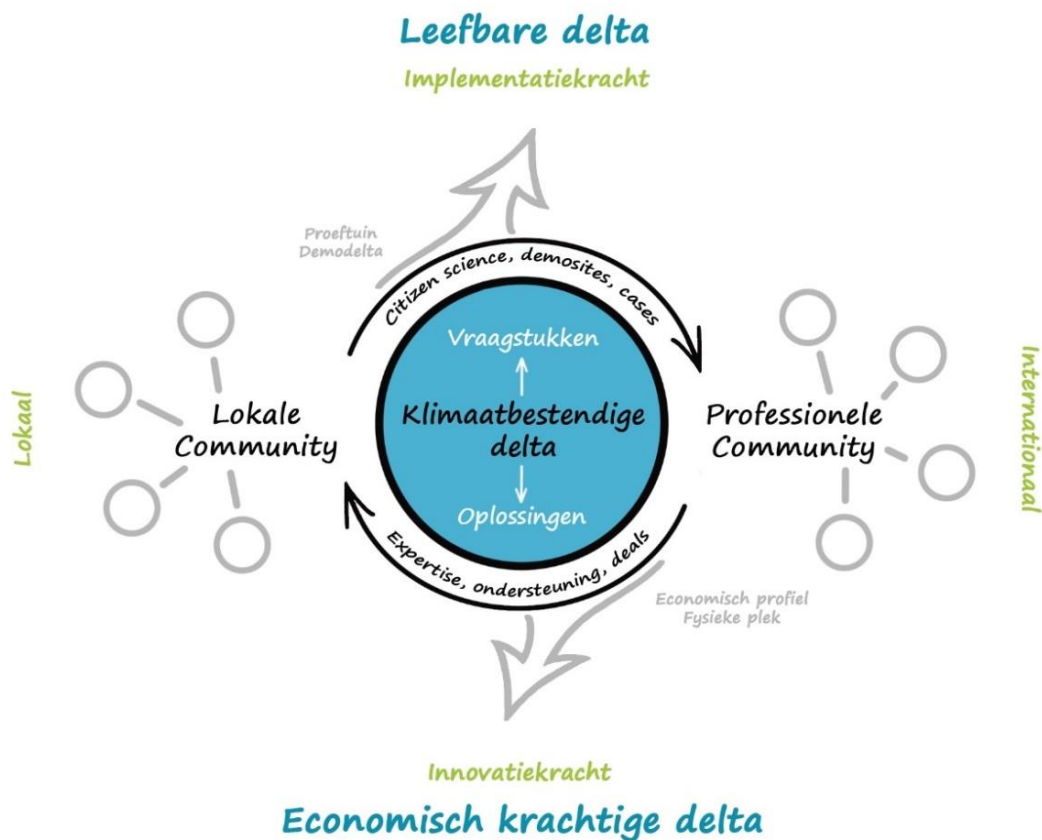 Leefbare delta
Implementatiekracht
Proeftuin
Demodelta
Citizen science, demosites, cases
Vraagstukken
Lokaal
Lokale
Community
Klimaatbestendige
delta
Professionele
Community
Internationaal
Oplossingen
Expertise, ondersteuning, deals
Economisch profiel
Fysieke plek
Innovatiekracht
Economisch krachtige delta